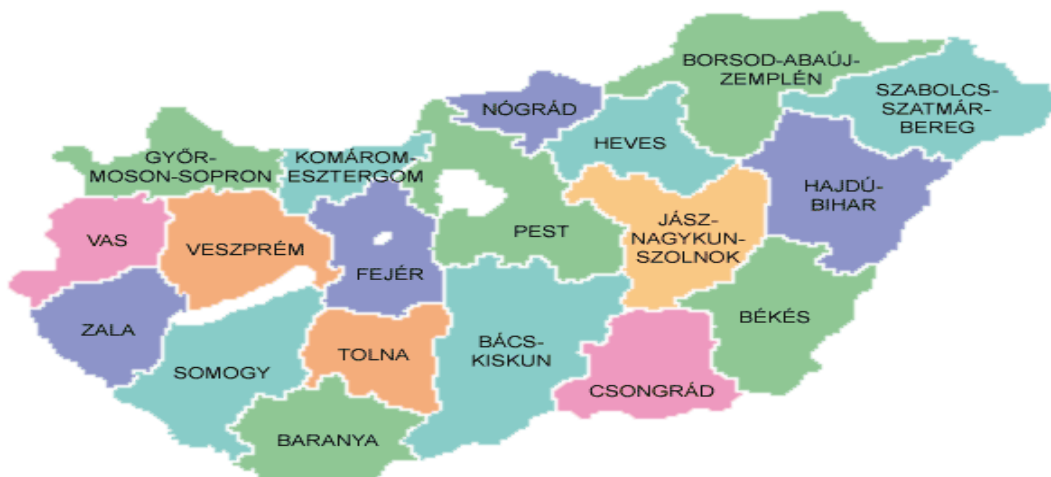 BORSOD-ABAÚJ-
ZEMPLÉN
SZABOLCS-
SZATMÁR-
BEREG
NÓGRÁD
HEVES
GYŐR-
MOSON-SOPRON
KOMÁROM-
ESZTERGOM
HAJDÚ-
BIHAR
VAS
VESZPRÉM
FEJÉR
PEST
JÁSZ-
NAGYKUN-
SZOLNOK
ZALA
SOMOGY
TOLNA
BÁCS-
KISKUN
BÉKÉS
CSONGRÁD
BARANYA